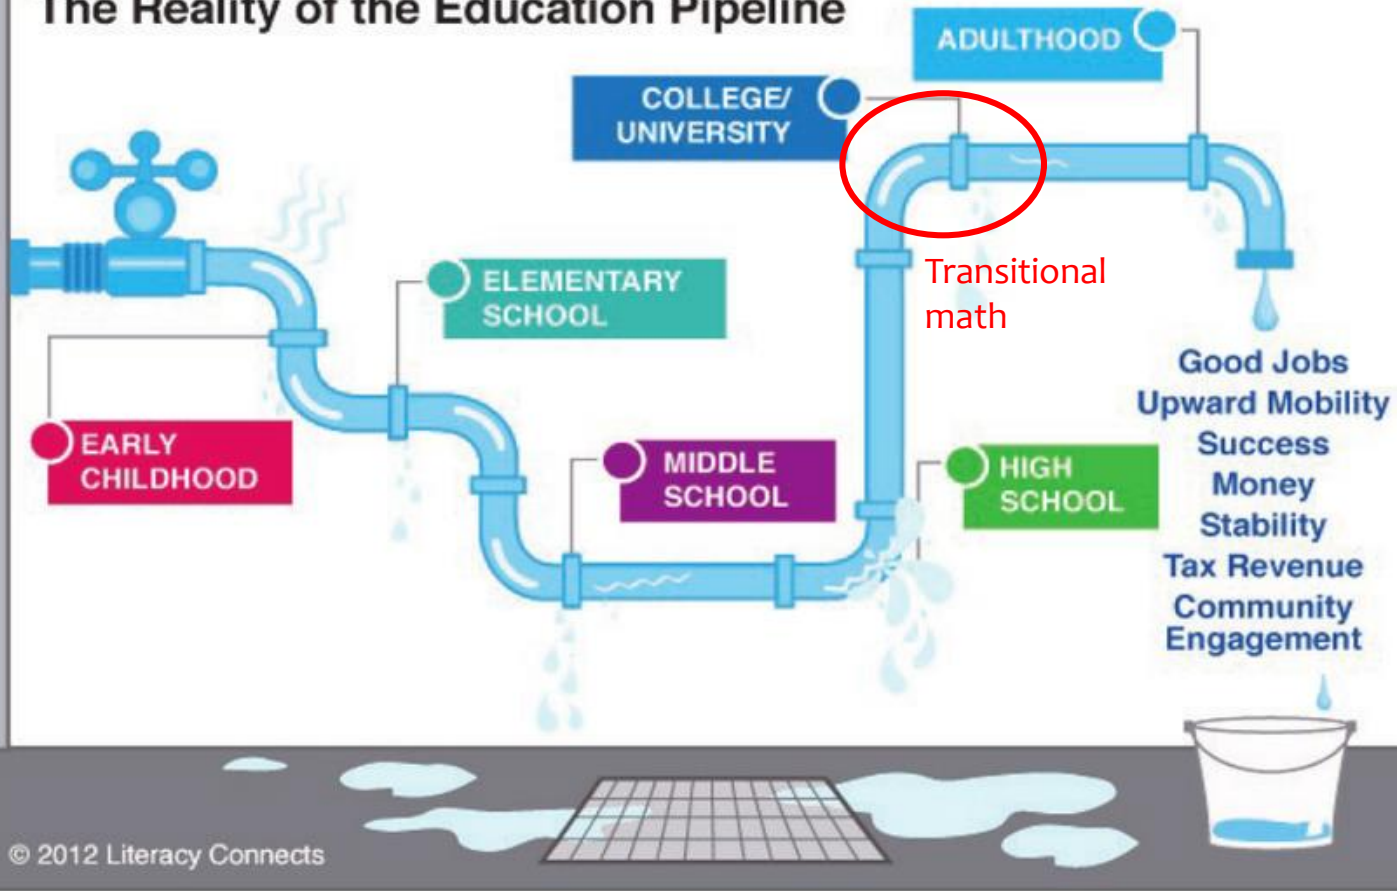 The Reality of the Education Pipeline
ADULTHOOD
COLLEGE/
UNIVERSITY
ELEMENTARY
SCHOOL
Transitional
math
EARLY
CHILDHOOD
MIDDLE
SCHOOL
HIGH
SCHOOL
Good Jobs
Upward Mobility
Success
Money
Stability
Tax Revenue
Community
Engagement
© 2012 Literacy Connects